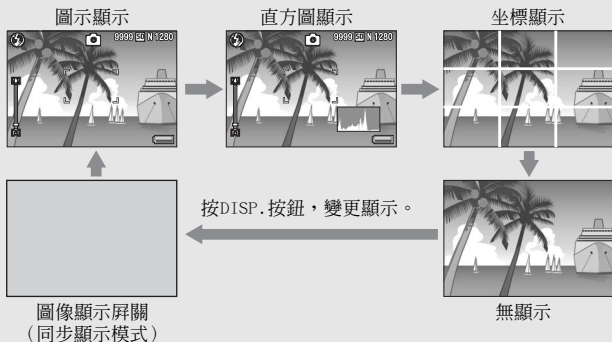 圖示顯示
直方圖顯示
坐標顯示
9999 N 1280
9999 N 1280
按DISP.按鈕，變更顯示。
圖像顯示屏關
（同步顯示模式）
無顯示